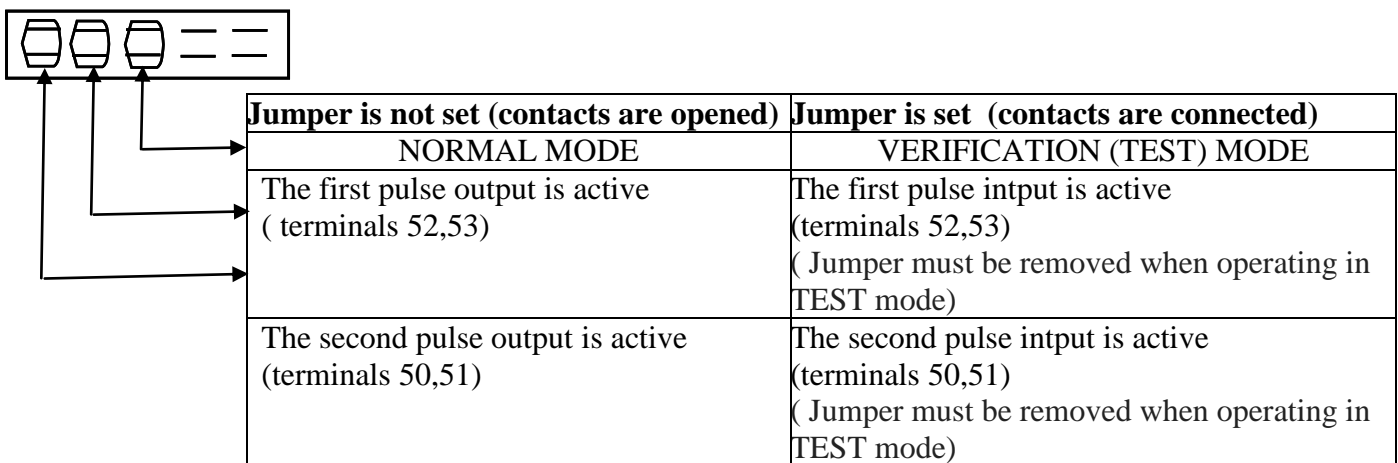 Jumper is not set (contacts are opened) Jumper is set (contacts are connected)
NORMAL MODE VERIFICATION (TEST) MODE
The first pulse output is active
( terminals 52,53)
The first pulse intput is active
(terminals 52,53)
( Jumper must be removed when operating in
TEST mode)
The second pulse output is active
(terminals 50,51)
The second pulse intput is active
(terminals 50,51)
( Jumper must be removed when operating in
TEST mode)